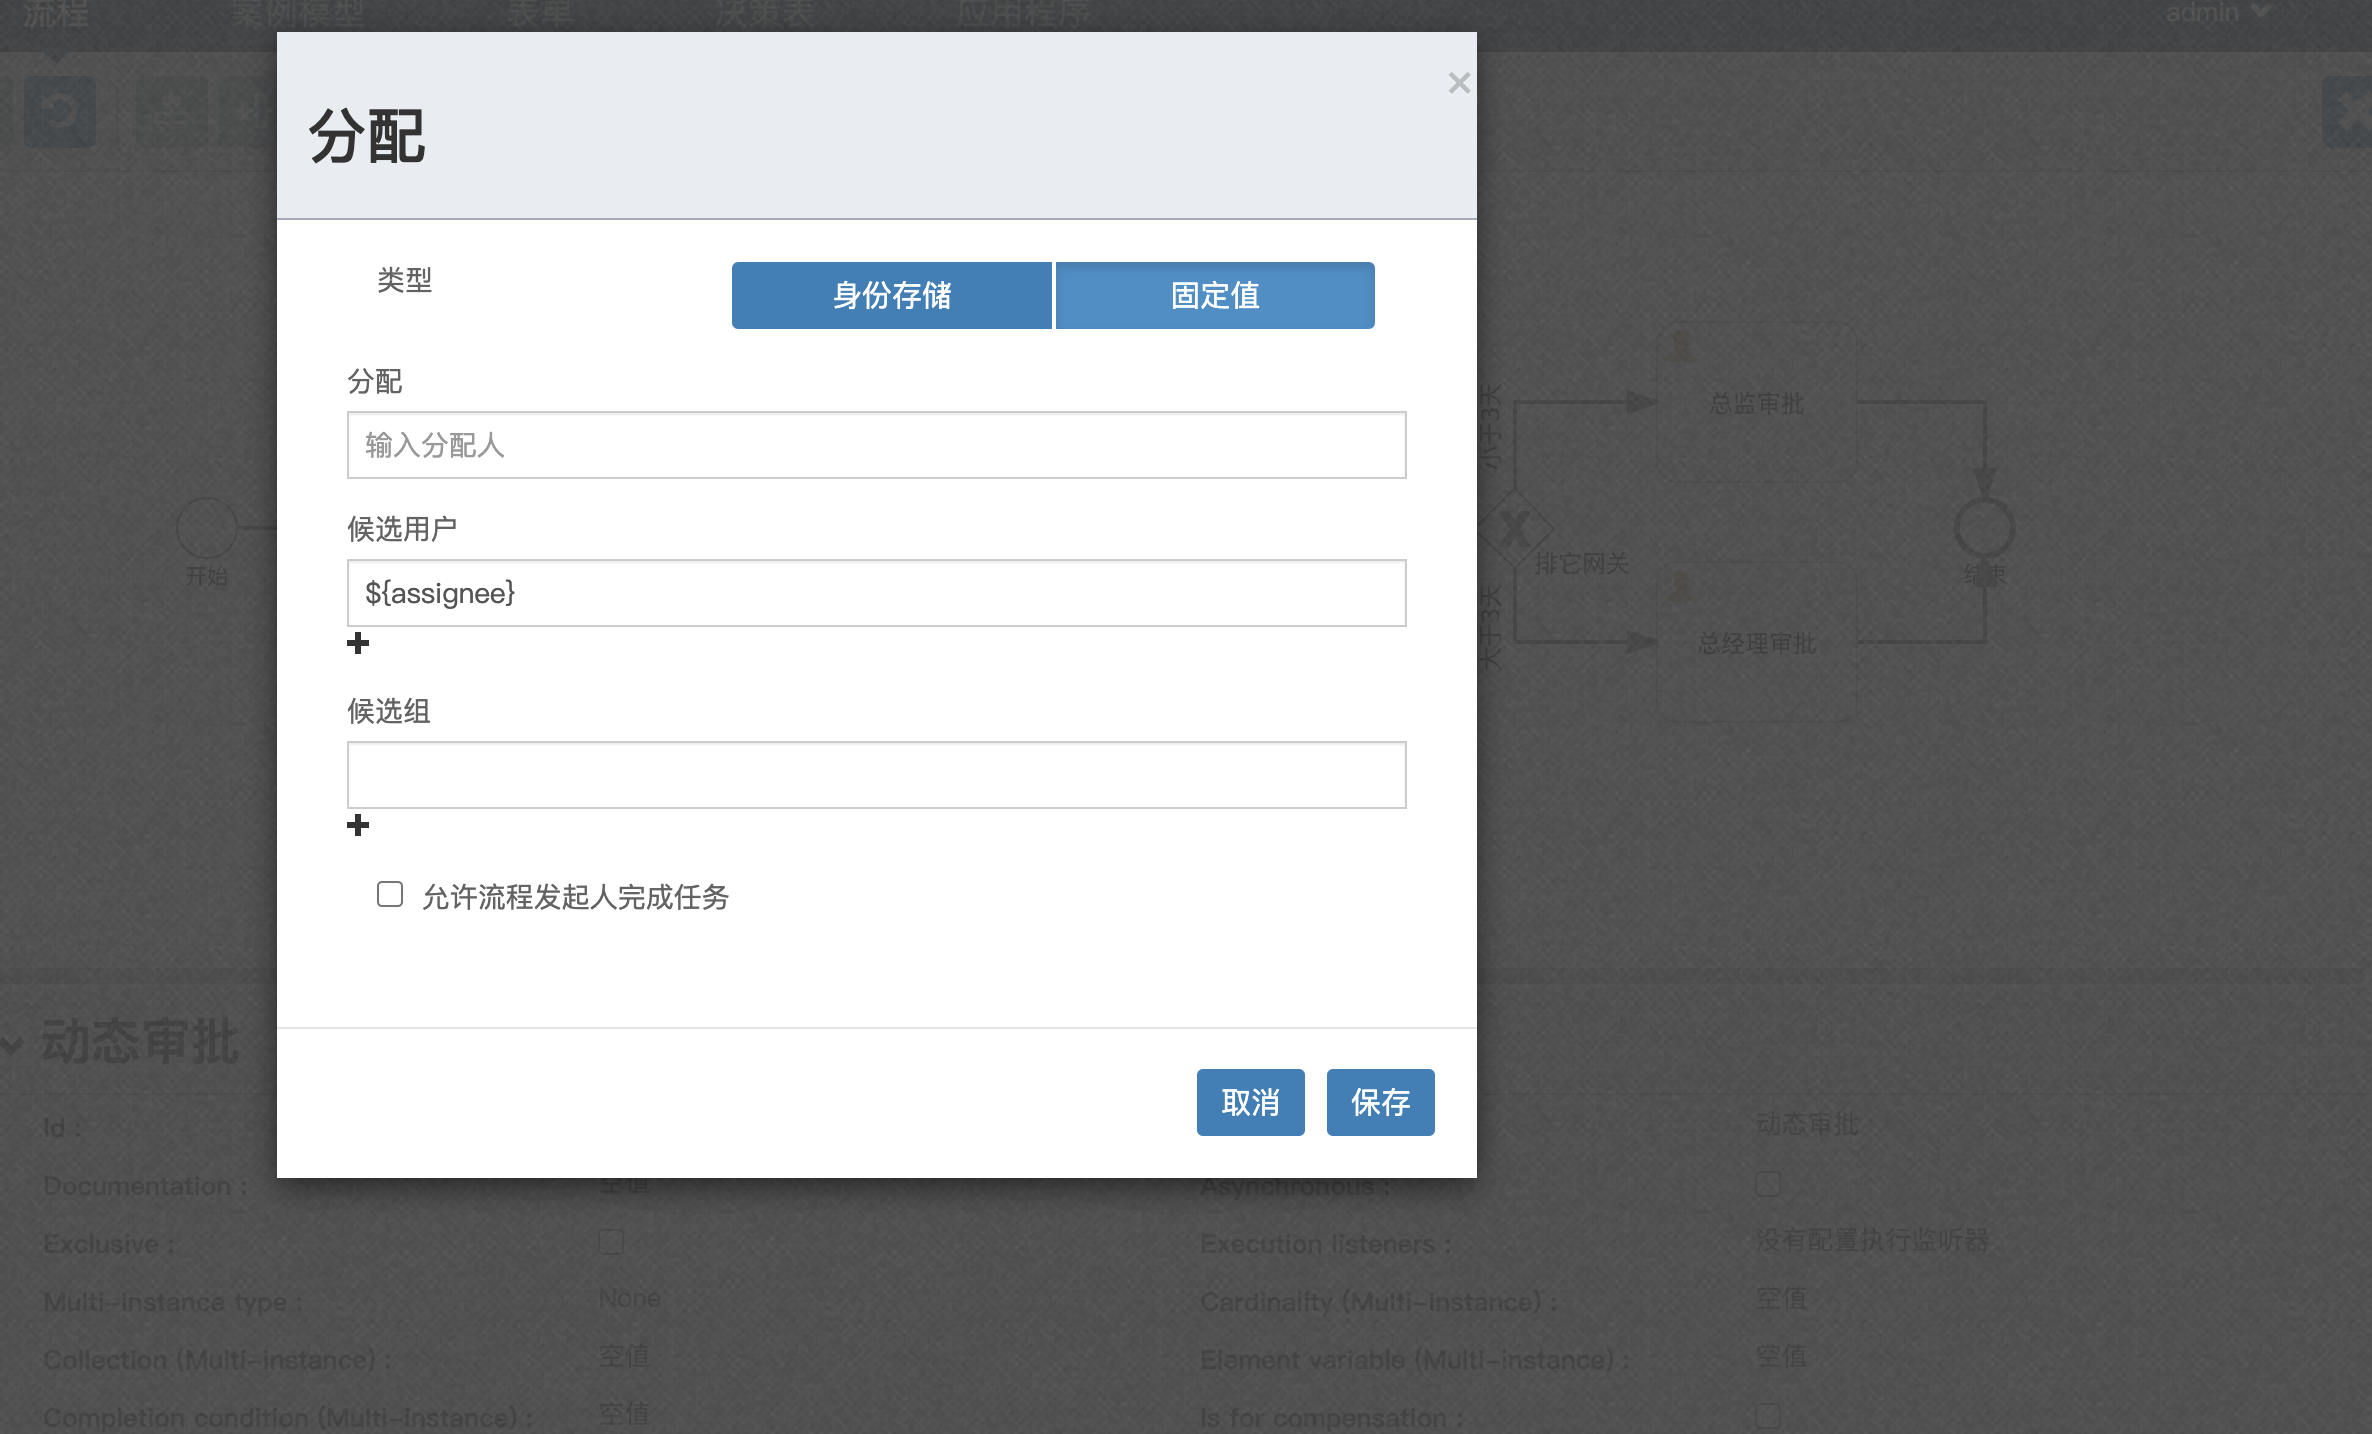 流程 案例模型 表单 决策表 应用程序 admin
分配
类型
身份存储 固定值
分配
输入分配人
候选用户
${assignee}
候选组
允许流程发起人完成任务
取消 保存
开始
小于3天
总监审批
排它网关
结束
大于3天
总经理审批
动态审批
Id : 动态审批
Documentation : 空值 Asynchronous :
Exclusive : Execution listeners : 没有配置执行监听器
Multi-instance type : None Cardinality (Multi-instance) : 空值
Collection (Multi-instance) : 空值 Element variable (Multi-instance) : 空值
Completion condition (Multi-instance) : 空值 Is for compensation :